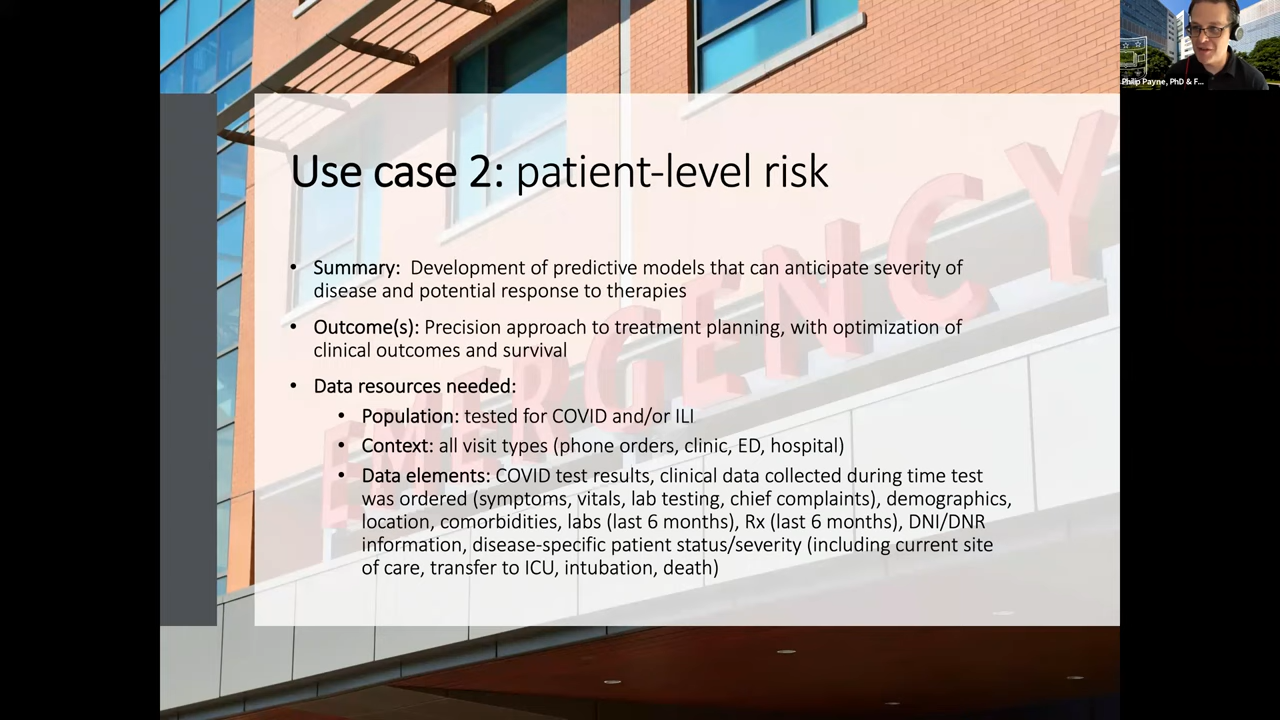 Philip Payne, PhD & F...
EMERGENCY
Use case 2: patient-level risk
• Summary:  Development of predictive models that can anticipate severity of
disease and potential response to therapies
• Outcome(s): Precision approach to treatment planning, with optimization of
clinical outcomes and survival
• Data resources needed:
• Population: tested for COVID and/or ILI
• Context: all visit types (phone orders, clinic, ED, hospital)
• Data elements: COVID test results, clinical data collected during time test
was ordered (symptoms, vitals, lab testing, chief complaints), demographics,
location, comorbidities, labs (last 6 months), Rx (last 6 months), DNI/DNR
information, disease-specific patient status/severity (including current site
of care, transfer to ICU, intubation, death)